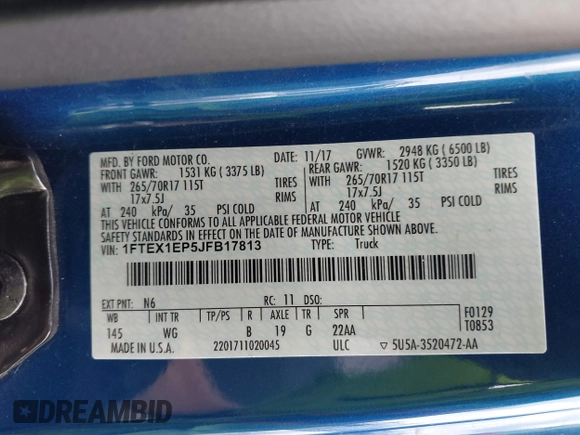 MFD. BY FORD MOTOR CO. DATE: 11/17 GVWR: 2948 KG ( 6500 LB)
FRONT GAWR: 1531 KG ( 3375 LB) REAR GAWR: 1520 KG ( 3350 LB)
WITH 265/70R17 115T TIRES WITH 265/70R17 115T TIRES
17x7.5J RIMS 17x7.5J RIMS
AT 240 kPa/ 35 PSI COLD AT 240 kPa/ 35 PSI COLD
THIS VEHICLE CONFORMS TO ALL APPLICABLE FEDERAL MOTOR VEHICLE
SAFETY STANDARDS IN EFFECT ON THE DATE OF MANUFACTURE SHOWN ABOVE.
VIN: 1FTEX1EP5JFB17813 TYPE: Truck
EXT PNT: N6 RC: 11 DSO:
WB INT TR TP/PS R AXLE TR SPR F0129
145 WG B 19 G 22AA T0853
MADE IN U.S.A. 2201711020045 ULC ▽ 5U5A-3520472-AA
DREAMBID